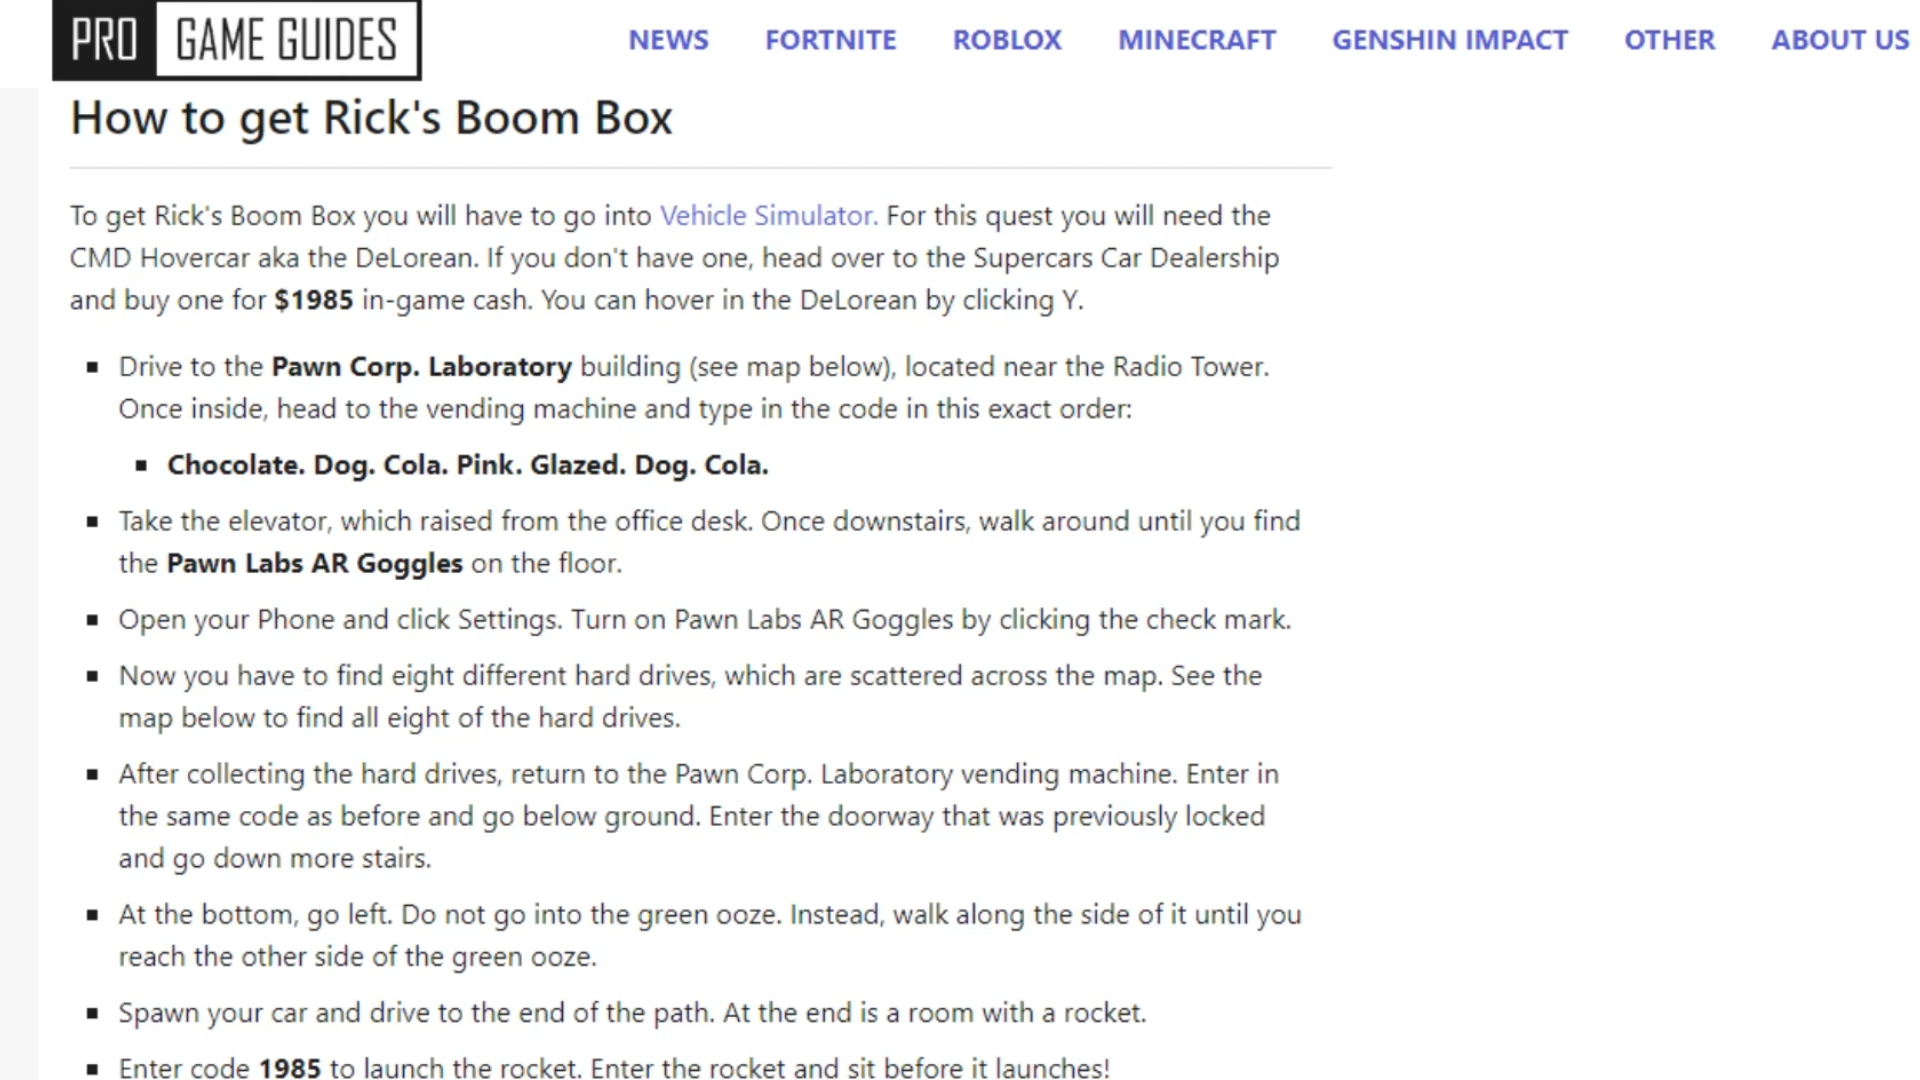 PRO GAME GUIDES
NEWS FORTNITE ROBLOX MINECRAFT GENSHIN IMPACT OTHER ABOUT US
How to get Rick's Boom Box
To get Rick's Boom Box you will have to go into Vehicle Simulator. For this quest you will need the
CMD Hovercar aka the DeLorean. If you don't have one, head over to the Supercars Car Dealership
and buy one for $1985 in-game cash. You can hover in the DeLorean by clicking Y.
Drive to the Pawn Corp. Laboratory building (see map below), located near the Radio Tower.
Once inside, head to the vending machine and type in the code in this exact order:
Chocolate. Dog. Cola. Pink. Glazed. Dog. Cola.
Take the elevator, which raised from the office desk. Once downstairs, walk around until you find
the Pawn Labs AR Goggles on the floor.
Open your Phone and click Settings. Turn on Pawn Labs AR Goggles by clicking the check mark.
Now you have to find eight different hard drives, which are scattered across the map. See the
map below to find all eight of the hard drives.
After collecting the hard drives, return to the Pawn Corp. Laboratory vending machine. Enter in
the same code as before and go below ground. Enter the doorway that was previously locked
and go down more stairs.
At the bottom, go left. Do not go into the green ooze. Instead, walk along the side of it until you
reach the other side of the green ooze.
Spawn your car and drive to the end of the path. At the end is a room with a rocket.
Enter code 1985 to launch the rocket. Enter the rocket and sit before it launches!